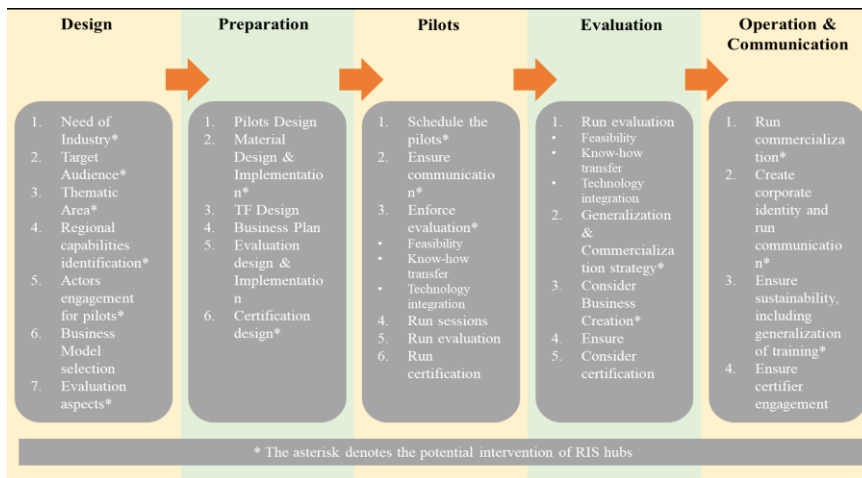 Design
Preparation
Pilots
Evaluation
Operation &
Communication
1. Need of
Industry*
2. Target
Audience*
3. Thematic
Area*
4. Regional
capabilities
identification*
5. Actors
engagement
for pilots*
6. Business
Model
selection
7. Evaluation
aspects*
1. Pilots Design
2. Material
Design &
Implementatio
n*
3. TF Design
4. Business Plan
5. Evaluation
design &
Implementatio
n
6. Certification
design*
1. Schedule the
pilots*
2. Ensure
communicatio
n*
3. Enforce
evaluation*
• Feasibility
• Know-how
transfer
• Technology
integration
4. Run sessions
5. Run evaluation
6. Run
certification
1. Run evaluation
• Feasibility
• Know-how
transfer
• Technology
integration
2. Generalization
&
Commercializa
tion strategy*
3. Consider
Business
Creation*
4. Ensure
5. Consider
certification
1. Run
commercializa
tion*
2. Create
corporate
identity and
run
communicatio
n*
3. Ensure
sustainability,
including
generalization
of training*
4. Ensure
certifier
engagement
* The asterisk denotes the potential intervention of RIS hubs